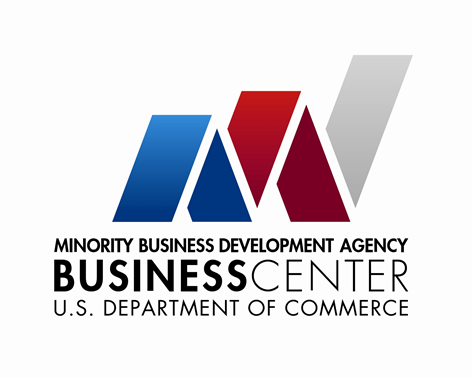 MINORITY BUSINESS DEVELOPMENT AGENCY
BUSINESSCENTER
U.S. DEPARTMENT OF COMMERCE